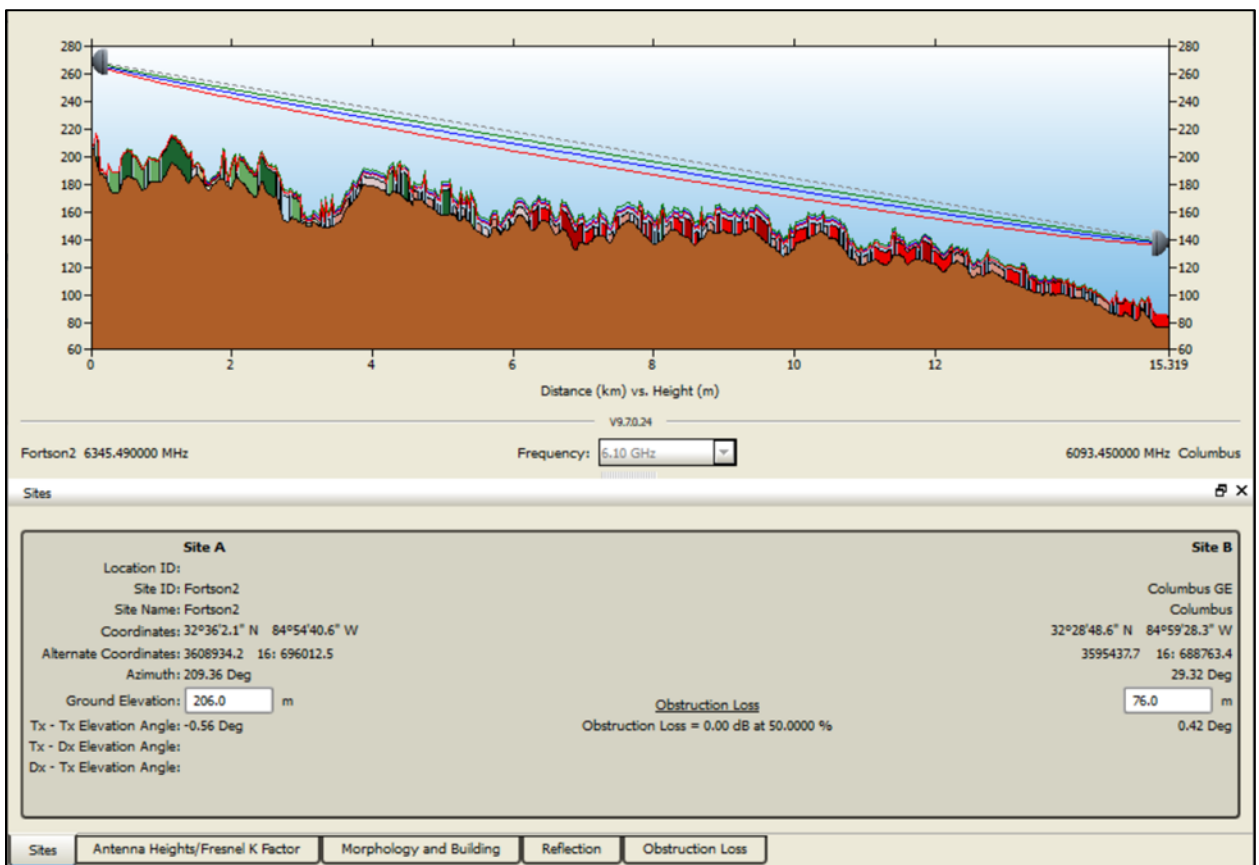 280 280
260 260
240 240
220 220
200 200
180 180
160 160
140 140
120 120
100 100
80 80
60 60
0 2 4 6 8 10 12 15.319
Distance (km) vs. Height (m)
V9.7.0.24
Fortson2 6345.490000 MHz Frequency: 6.10 GHz 6093.450000 MHz Columbus
Sites
Site A Site B
Location ID:
Site ID: Fortson2 Columbus GE
Site Name: Fortson2 Columbus
Coordinates: 32°36'2.1" N 84°54'40.6" W 32°28'48.6" N 84°59'28.3" W
Alternate Coordinates: 3608934.2 16: 696012.5 3595437.7 16: 688763.4
Azimuth: 209.36 Deg 29.32 Deg
Ground Elevation: 206.0 m Obstruction Loss 76.0 m
Tx - Tx Elevation Angle: -0.56 Deg Obstruction Loss = 0.00 dB at 50.0000 % 0.42 Deg
Tx - Dx Elevation Angle:
Dx - Tx Elevation Angle:
Sites Antenna Heights/Fresnel K Factor Morphology and Building Reflection Obstruction Loss